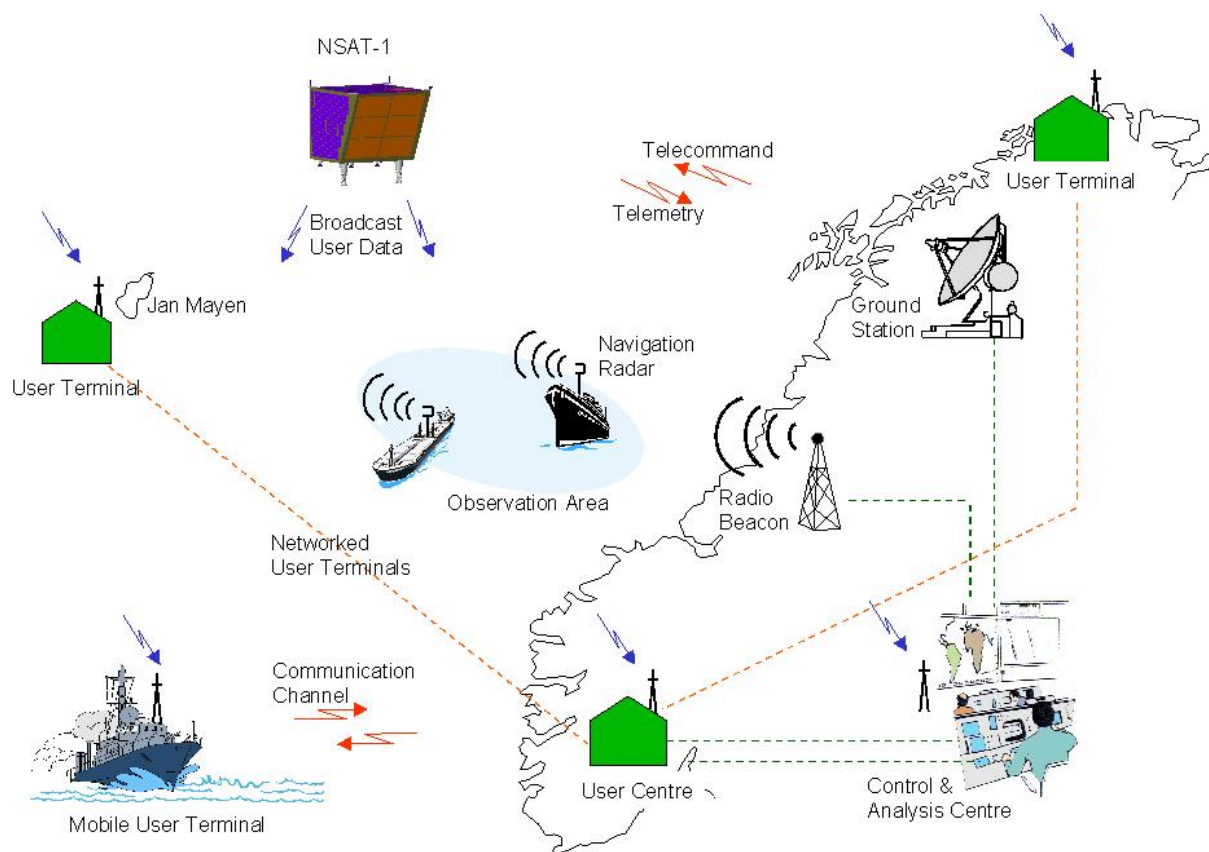 NSAT-1
Telecommand
Telemetry
User Terminal
Broadcast
User Data
Jan Mayen
Ground
Station
User Terminal
Navigation
Radar
Observation Area
Radio
Beacon
Networked
User Terminals
Communication
Channel
User Centre
Control &
Analysis Centre
Mobile User Terminal